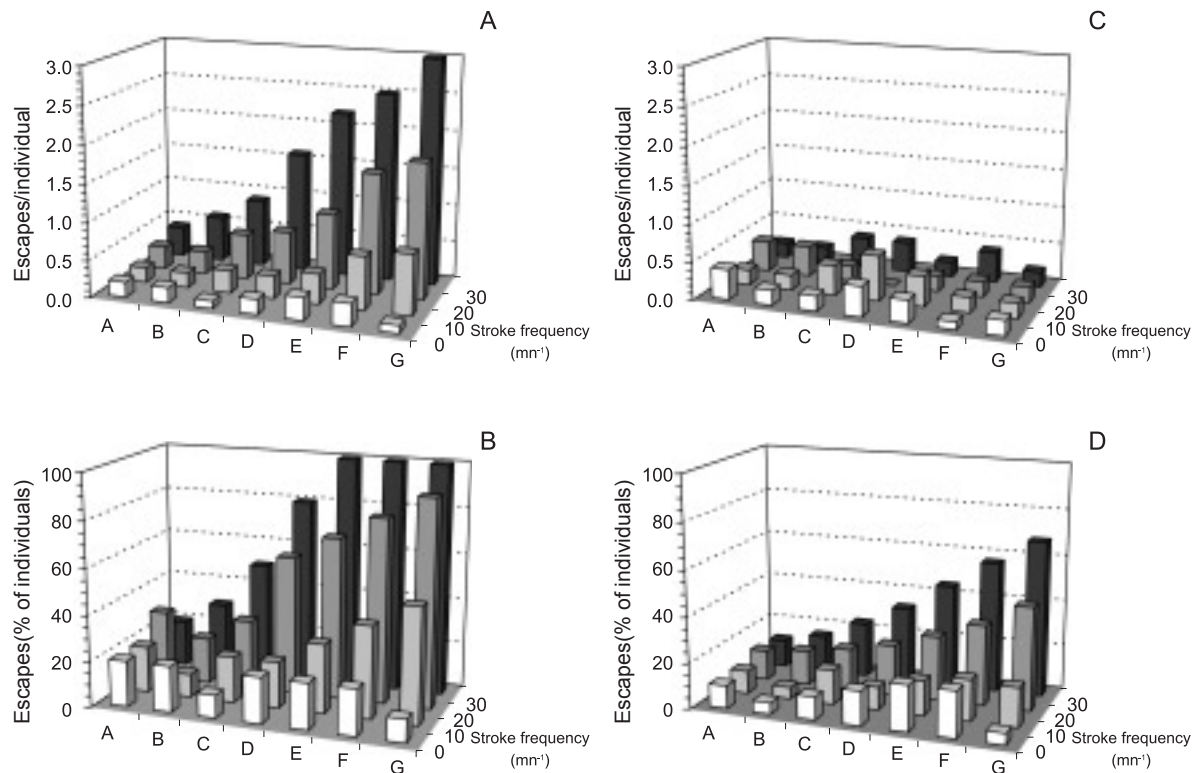 A
Escapes/individual
3.0
2.5
2.0
1.5
1.0
0.5
0.0
A B C D E F G
0 10 20 30
Stroke frequency
(mn-1)
C
Escapes/individual
3.0
2.5
2.0
1.5
1.0
0.5
0.0
A B C D E F G
0 10 20 30
Stroke frequency
(mn-1)
B
Escapes(% of individuals)
100
80
60
40
20
0
A B C D E F G
0 10 20 30
Stroke frequency
(mn-1)
D
Escapes(% of individuals)
100
80
60
40
20
0
A B C D E F G
0 10 20 30
Stroke frequency
(mn-1)